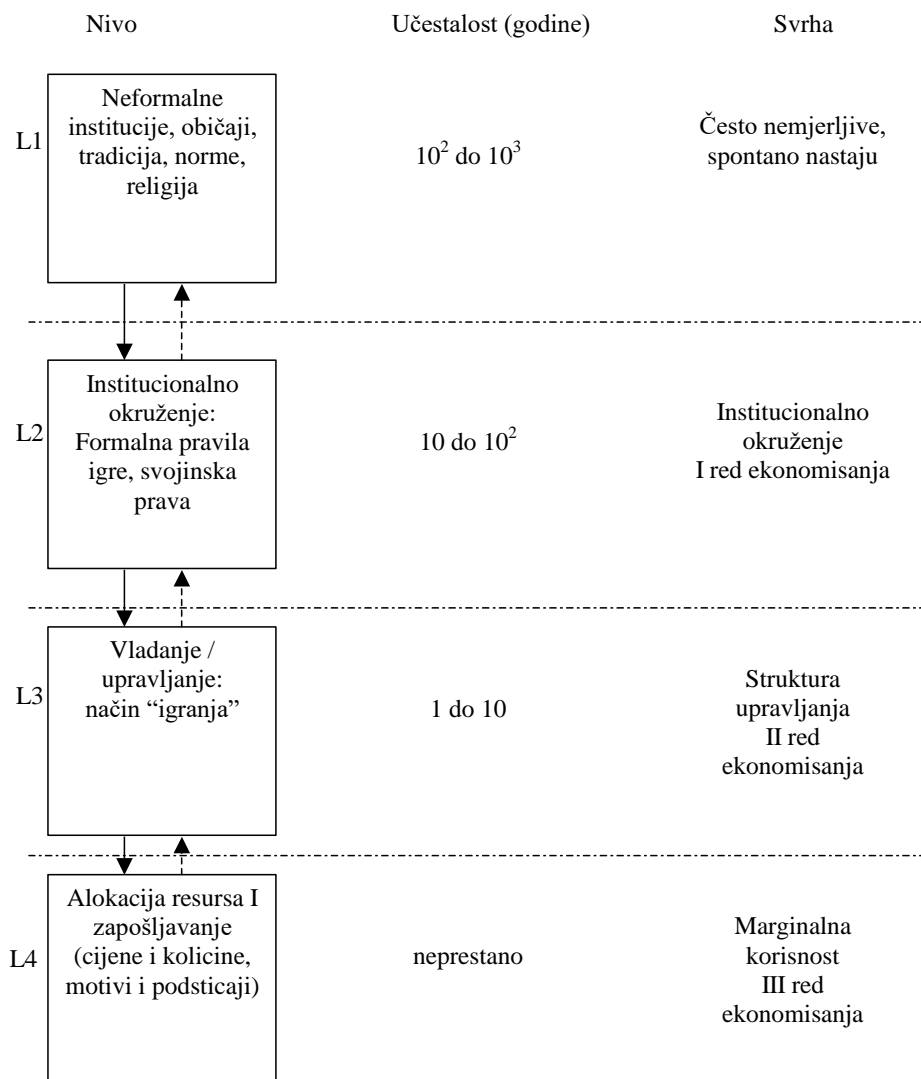 Nivo Učestalost (godine) Svrha
L1
Neformalne
institucije, običaji,
tradicija, norme,
religija
10² do 10³
Često nemjerljive,
spontano nastaju
L2
Institucionalno
okruženje:
Formalna pravila
igre, svojinska
prava
10 do 10²
Institucionalno
okruženje
I red ekonomisanja
L3
Vladanje /
upravljanje:
način “igranja”
1 do 10
Struktura
upravljanja
II red
ekonomisanja
L4
Alokacija resursa I
zapošljavanje
(cijene i kolicine,
motivi i podsticaji)
neprestano
Marginalna
korisnost
III red
ekonomisanja